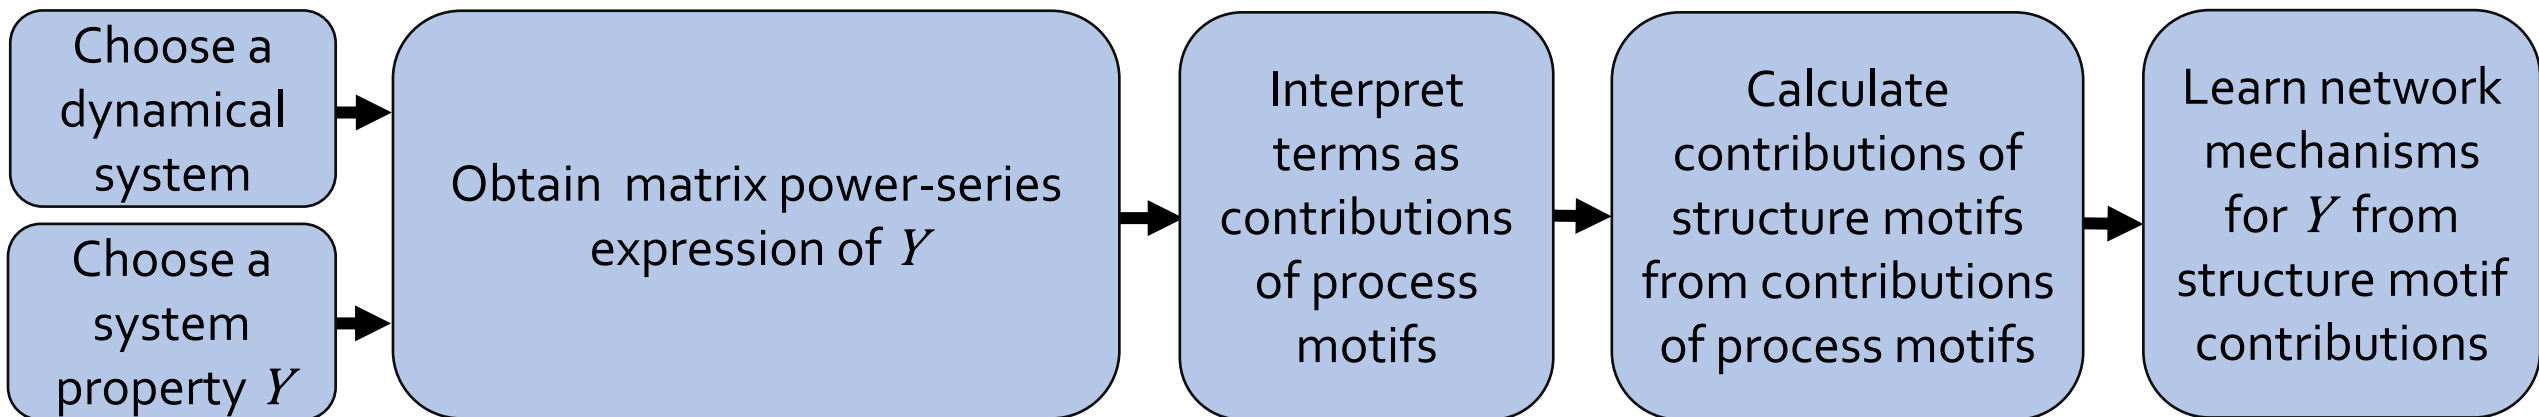 Choose a
dynamical
system
Choose a
system
property Y
Obtain matrix power-series
expression of Y
Interpret
terms as
contributions
of process
motifs
Calculate
contributions of
structure motifs
from contributions
of process motifs
Learn network
mechanisms
for Y from
structure motif
contributions